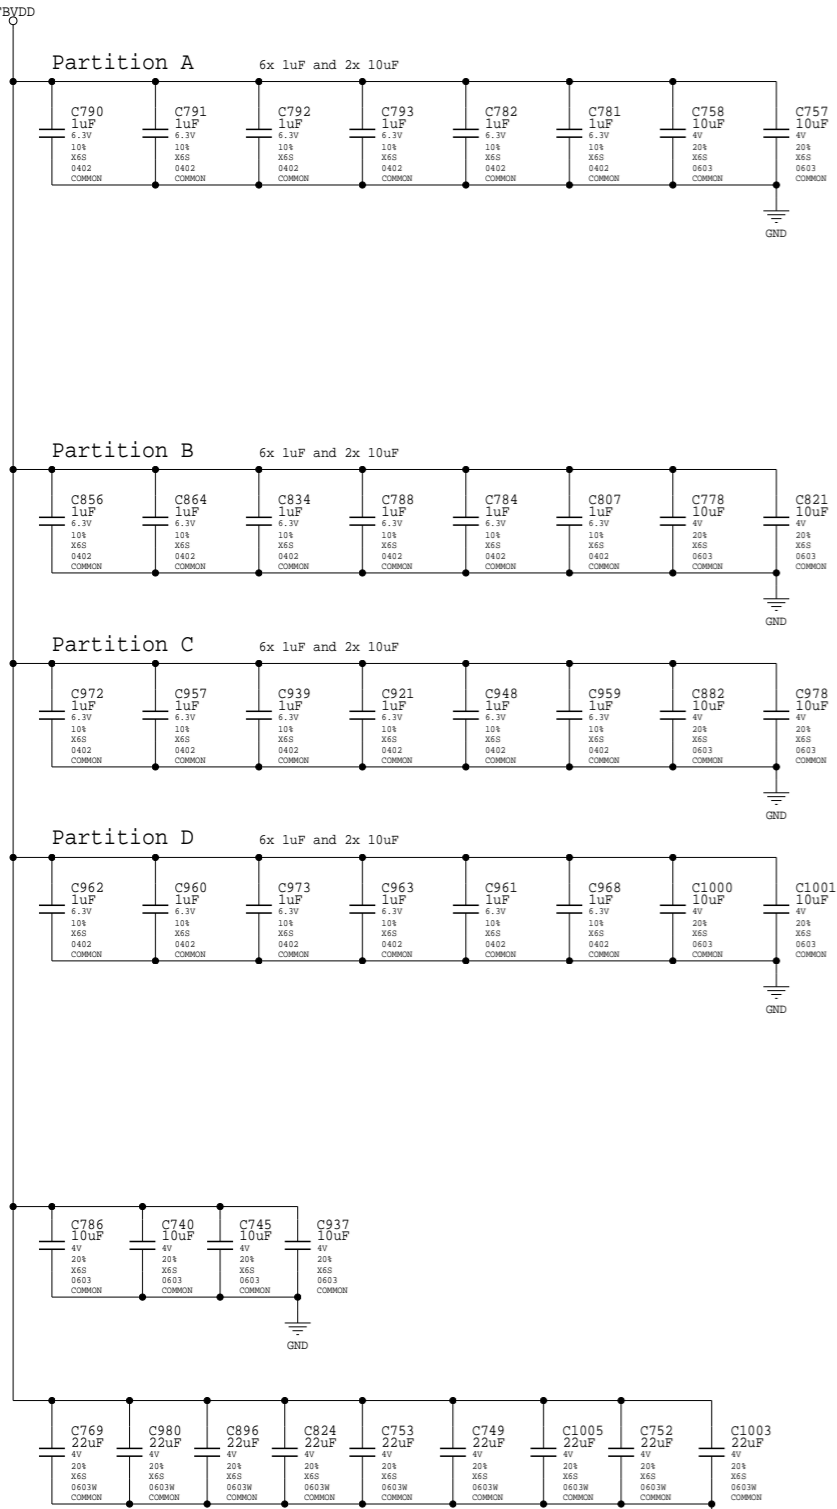 FBVDD
Partition A 6x 1uF and 2x 10uF
C790 C791 C792 C793 C782 C781 C758 C757
1uF 1uF 1uF 1uF 1uF 1uF 10uF 10uF
6.3V 6.3V 6.3V 6.3V 6.3V 6.3V 4V 4V
10% 10% 10% 10% 10% 10% 20% 20%
X6S X6S X6S X6S X6S X6S X6S X6S
0402 0402 0402 0402 0402 0402 0603 0603
COMMON COMMON COMMON COMMON COMMON COMMON COMMON COMMON
GND
Partition B 6x 1uF and 2x 10uF
C856 C864 C834 C788 C784 C807 C778 C821
1uF 1uF 1uF 1uF 1uF 1uF 10uF 10uF
6.3V 6.3V 6.3V 6.3V 6.3V 6.3V 4V 4V
10% 10% 10% 10% 10% 10% 20% 20%
X6S X6S X6S X6S X6S X6S X6S X6S
0402 0402 0402 0402 0402 0402 0603 0603
COMMON COMMON COMMON COMMON COMMON COMMON COMMON COMMON
GND
Partition C 6x 1uF and 2x 10uF
C972 C957 C939 C921 C948 C959 C882 C978
1uF 1uF 1uF 1uF 1uF 1uF 10uF 10uF
6.3V 6.3V 6.3V 6.3V 6.3V 6.3V 4V 4V
10% 10% 10% 10% 10% 10% 20% 20%
X6S X6S X6S X6S X6S X6S X6S X6S
0402 0402 0402 0402 0402 0402 0603 0603
COMMON COMMON COMMON COMMON COMMON COMMON COMMON COMMON
GND
Partition D 6x 1uF and 2x 10uF
C962 C960 C973 C963 C961 C968 C1000 C1001
1uF 1uF 1uF 1uF 1uF 1uF 10uF 10uF
6.3V 6.3V 6.3V 6.3V 6.3V 6.3V 4V 4V
10% 10% 10% 10% 10% 10% 20% 20%
X6S X6S X6S X6S X6S X6S X6S X6S
0402 0402 0402 0402 0402 0402 0603 0603
COMMON COMMON COMMON COMMON COMMON COMMON COMMON COMMON
GND
C786 C740 C745 C937
10uF 10uF 10uF 10uF
4V 4V 4V 4V
20% 20% 20% 20%
X6S X6S X6S X6S
0603 0603 0603 0603
COMMON COMMON COMMON COMMON
GND
C769 C980 C896 C824 C753 C749 C1005 C752 C1003
22uF 22uF 22uF 22uF 22uF 22uF 22uF 22uF 22uF
4V 4V 4V 4V 4V 4V 4V 4V 4V
20% 20% 20% 20% 20% 20% 20% 20% 20%
X6S X6S X6S X6S X6S X6S X6S X6S X6S
0603W 0603W 0603W 0603W 0603W 0603W 0603W 0603W 0603W
COMMON COMMON COMMON COMMON COMMON COMMON COMMON COMMON COMMON